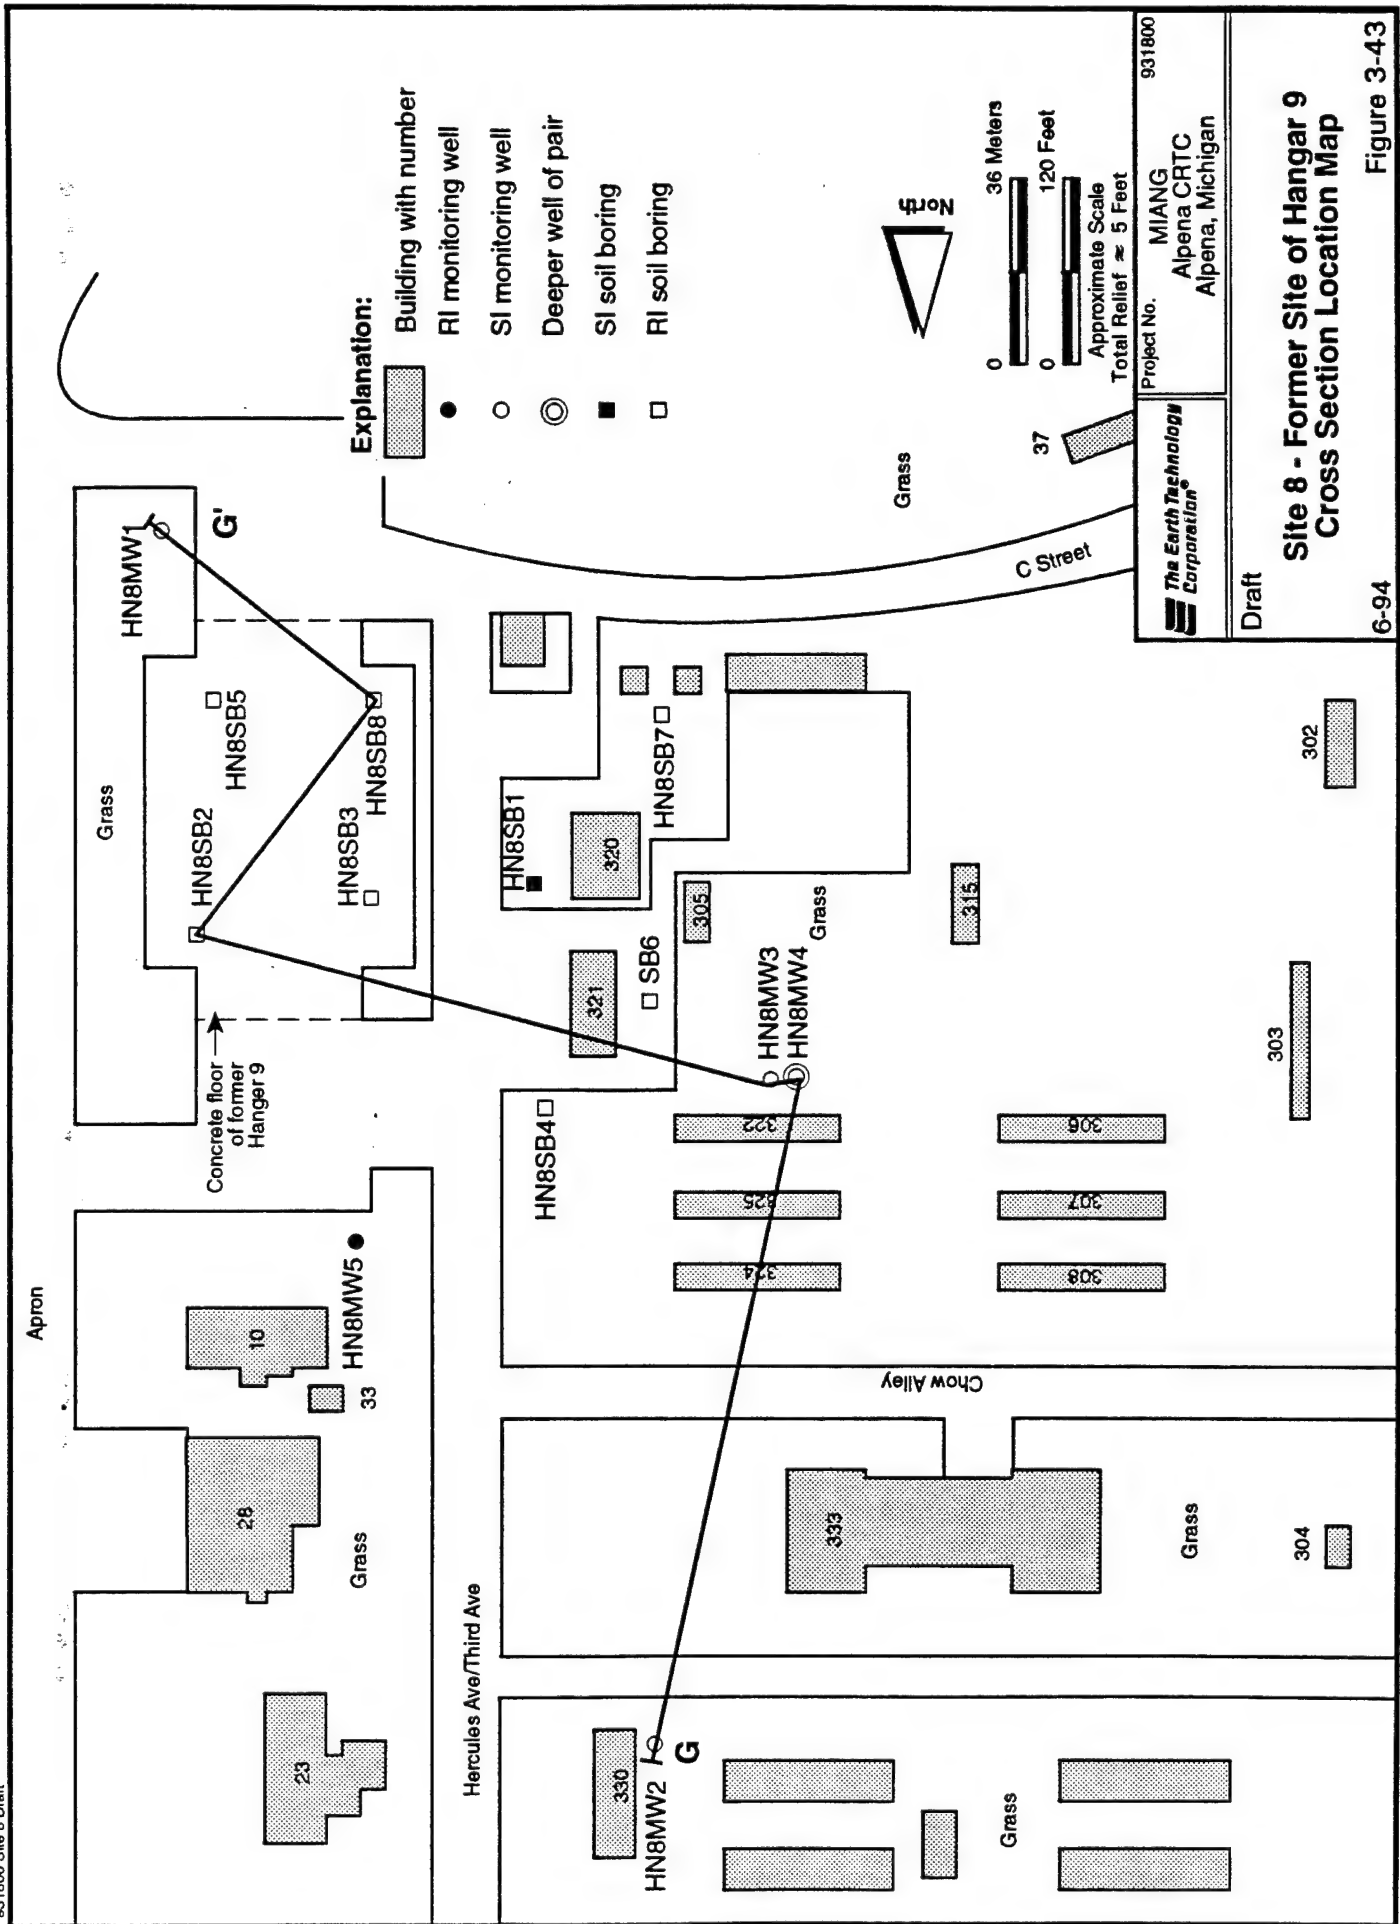 Apron
Grass
HN8MW1
G'
HN8SB5
HN8SB2
HN8SB8
HN8SB3
Concrete floor
of former
Hanger 9
Explanation:
Building with number
RI monitoring well
SI monitoring well
Deeper well of pair
SI soil boring
RI soil boring
10
HN8MW5
33
28
Grass
23
Hercules Ave/Third Ave
HN8SB1
320
HN8SB7
321
SB6
305
Grass
HN8MW3
HN8MW4
HN8SB4
322
325
324
315
306
307
308
302
303
C Street
Grass
37
Chow Alley
333
Grass
304
330
HN8MW2
G
Grass
North
0 36 Meters
0 120 Feet
Approximate Scale
Total Relief ≈ 5 Feet
The Earth Technology
Corporation®
Project No. 931800
MIANG
Alpena CRTC
Alpena, Michigan
Draft
Site 8 - Former Site of Hangar 9
Cross Section Location Map
6-94
Figure 3-43